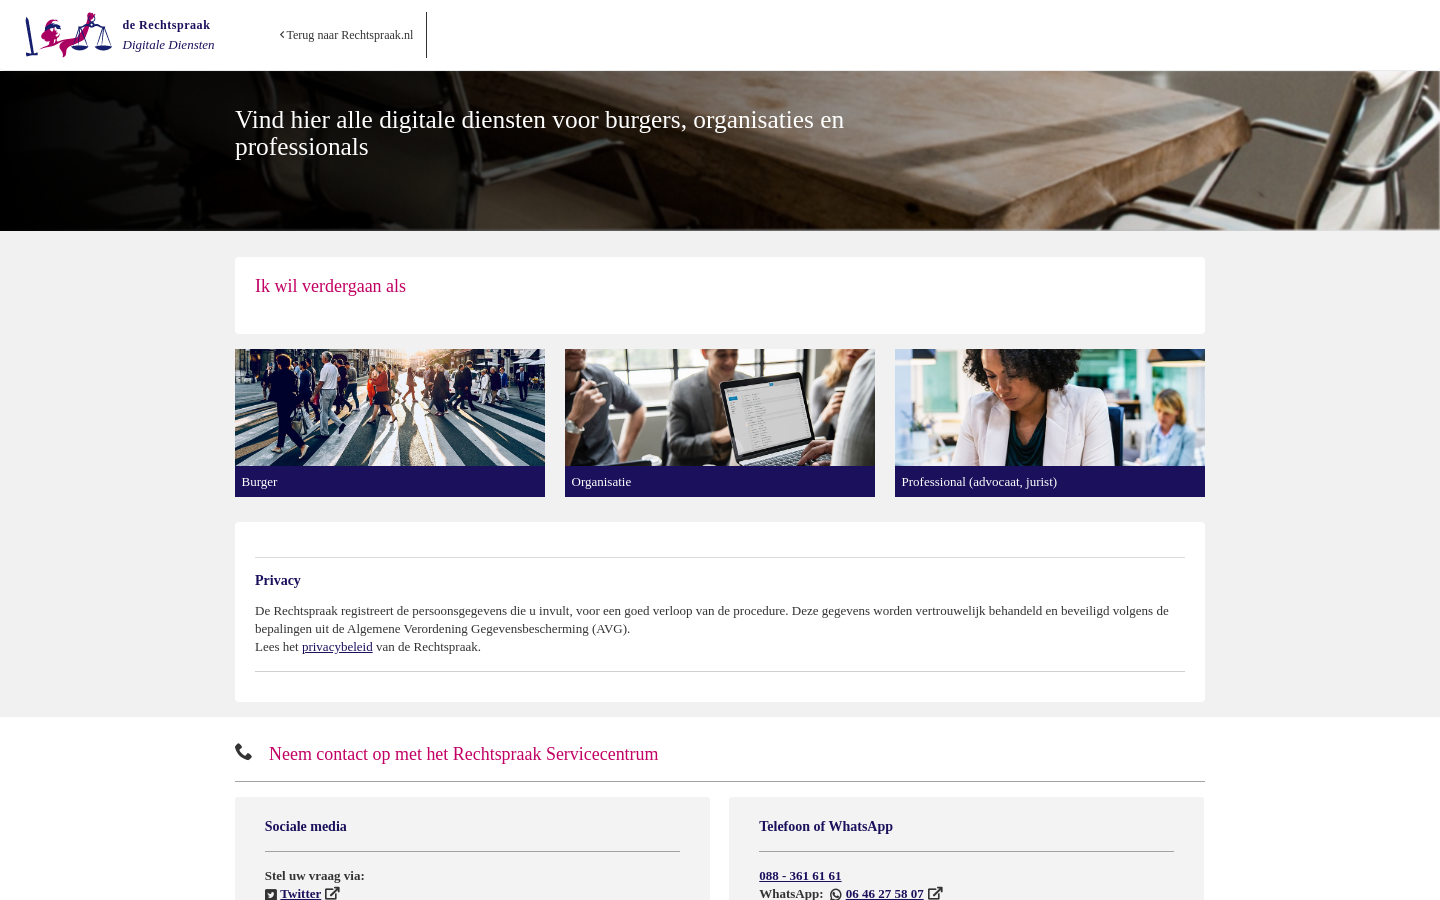 de Rechtspraak
Digitale Diensten
Terug naar Rechtspraak.nl
Vind hier alle digitale diensten voor burgers, organisaties en
professionals
Ik wil verdergaan als
Burger
Organisatie
Professional (advocaat, jurist)
Privacy
De Rechtspraak registreert de persoonsgegevens die u invult, voor een goed verloop van de procedure. Deze gegevens worden vertrouwelijk behandeld en beveiligd volgens de
bepalingen uit de Algemene Verordening Gegevensbescherming (AVG).
Lees het privacybeleid van de Rechtspraak.
Neem contact op met het Rechtspraak Servicecentrum
Sociale media
Stel uw vraag via:
Twitter
Telefoon of WhatsApp
088 - 361 61 61
WhatsApp: 06 46 27 58 07